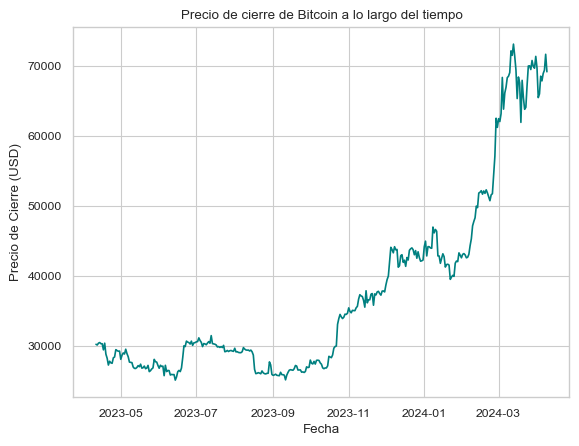 Precio de cierre de Bitcoin a lo largo del tiempo
Precio de Cierre (USD)
70000
60000
50000
40000
30000
2023-05 2023-07 2023-09 2023-11 2024-01 2024-03
Fecha